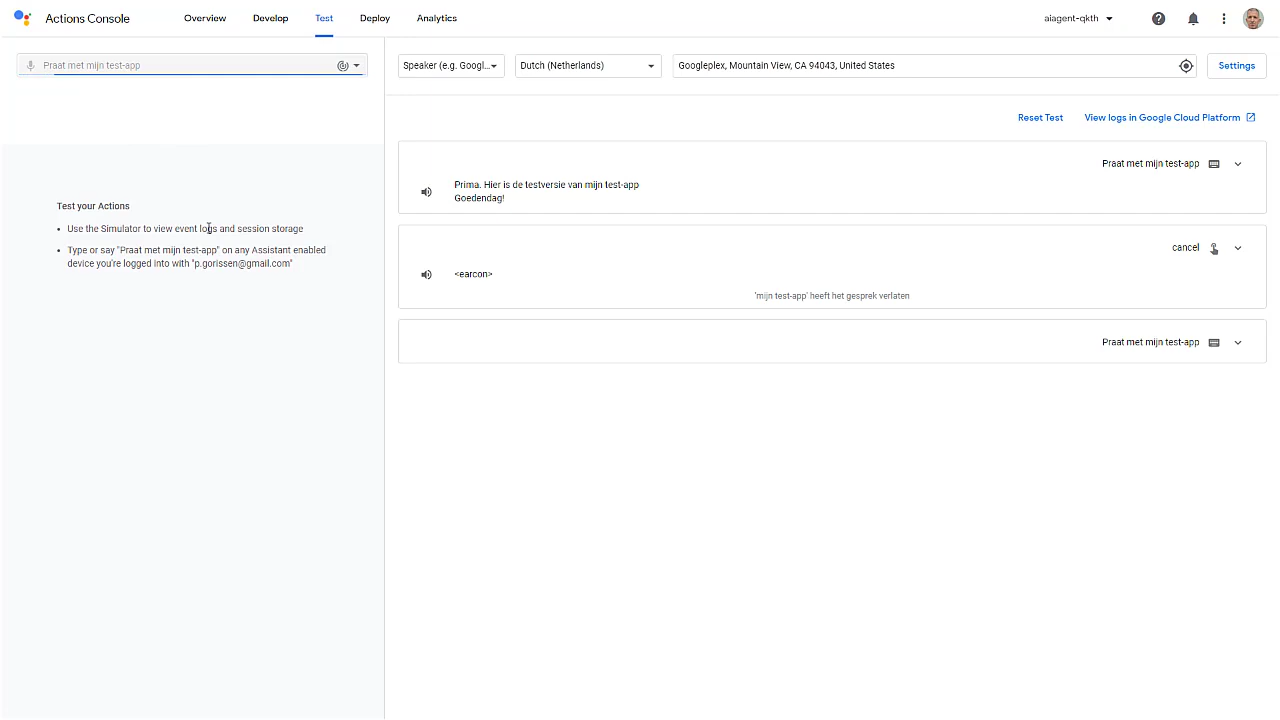 Actions Console
Overview
Develop
Test
Deploy
Analytics
aiagent-qkth
Praat met mijn test-app
Speaker (e.g. Googl...
Dutch (Netherlands)
Googleplex, Mountain View, CA 94043, United States
Settings
Reset Test
View logs in Google Cloud Platform
Praat met mijn test-app
Prima. Hier is de testversie van mijn test-app
Goedendag!
Test your Actions
• Use the Simulator to view event logs and session storage
• Type or say "Praat met mijn test-app" on any Assistant enabled
device you're logged into with "p.gorissen@gmail.com"
cancel
<earcon>
'mijn test-app' heeft het gesprek verlaten
Praat met mijn test-app